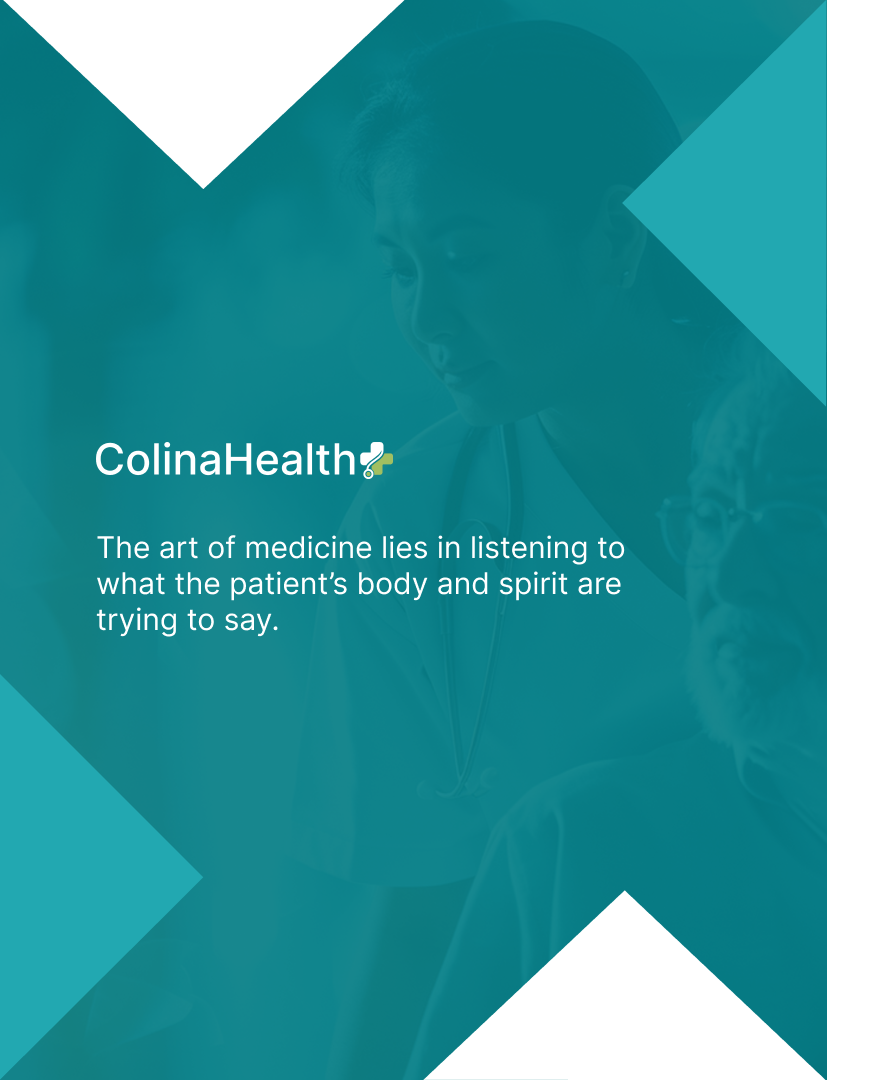 ColinaHealth
The art of medicine lies in listening to
what the patient’s body and spirit are
trying to say.